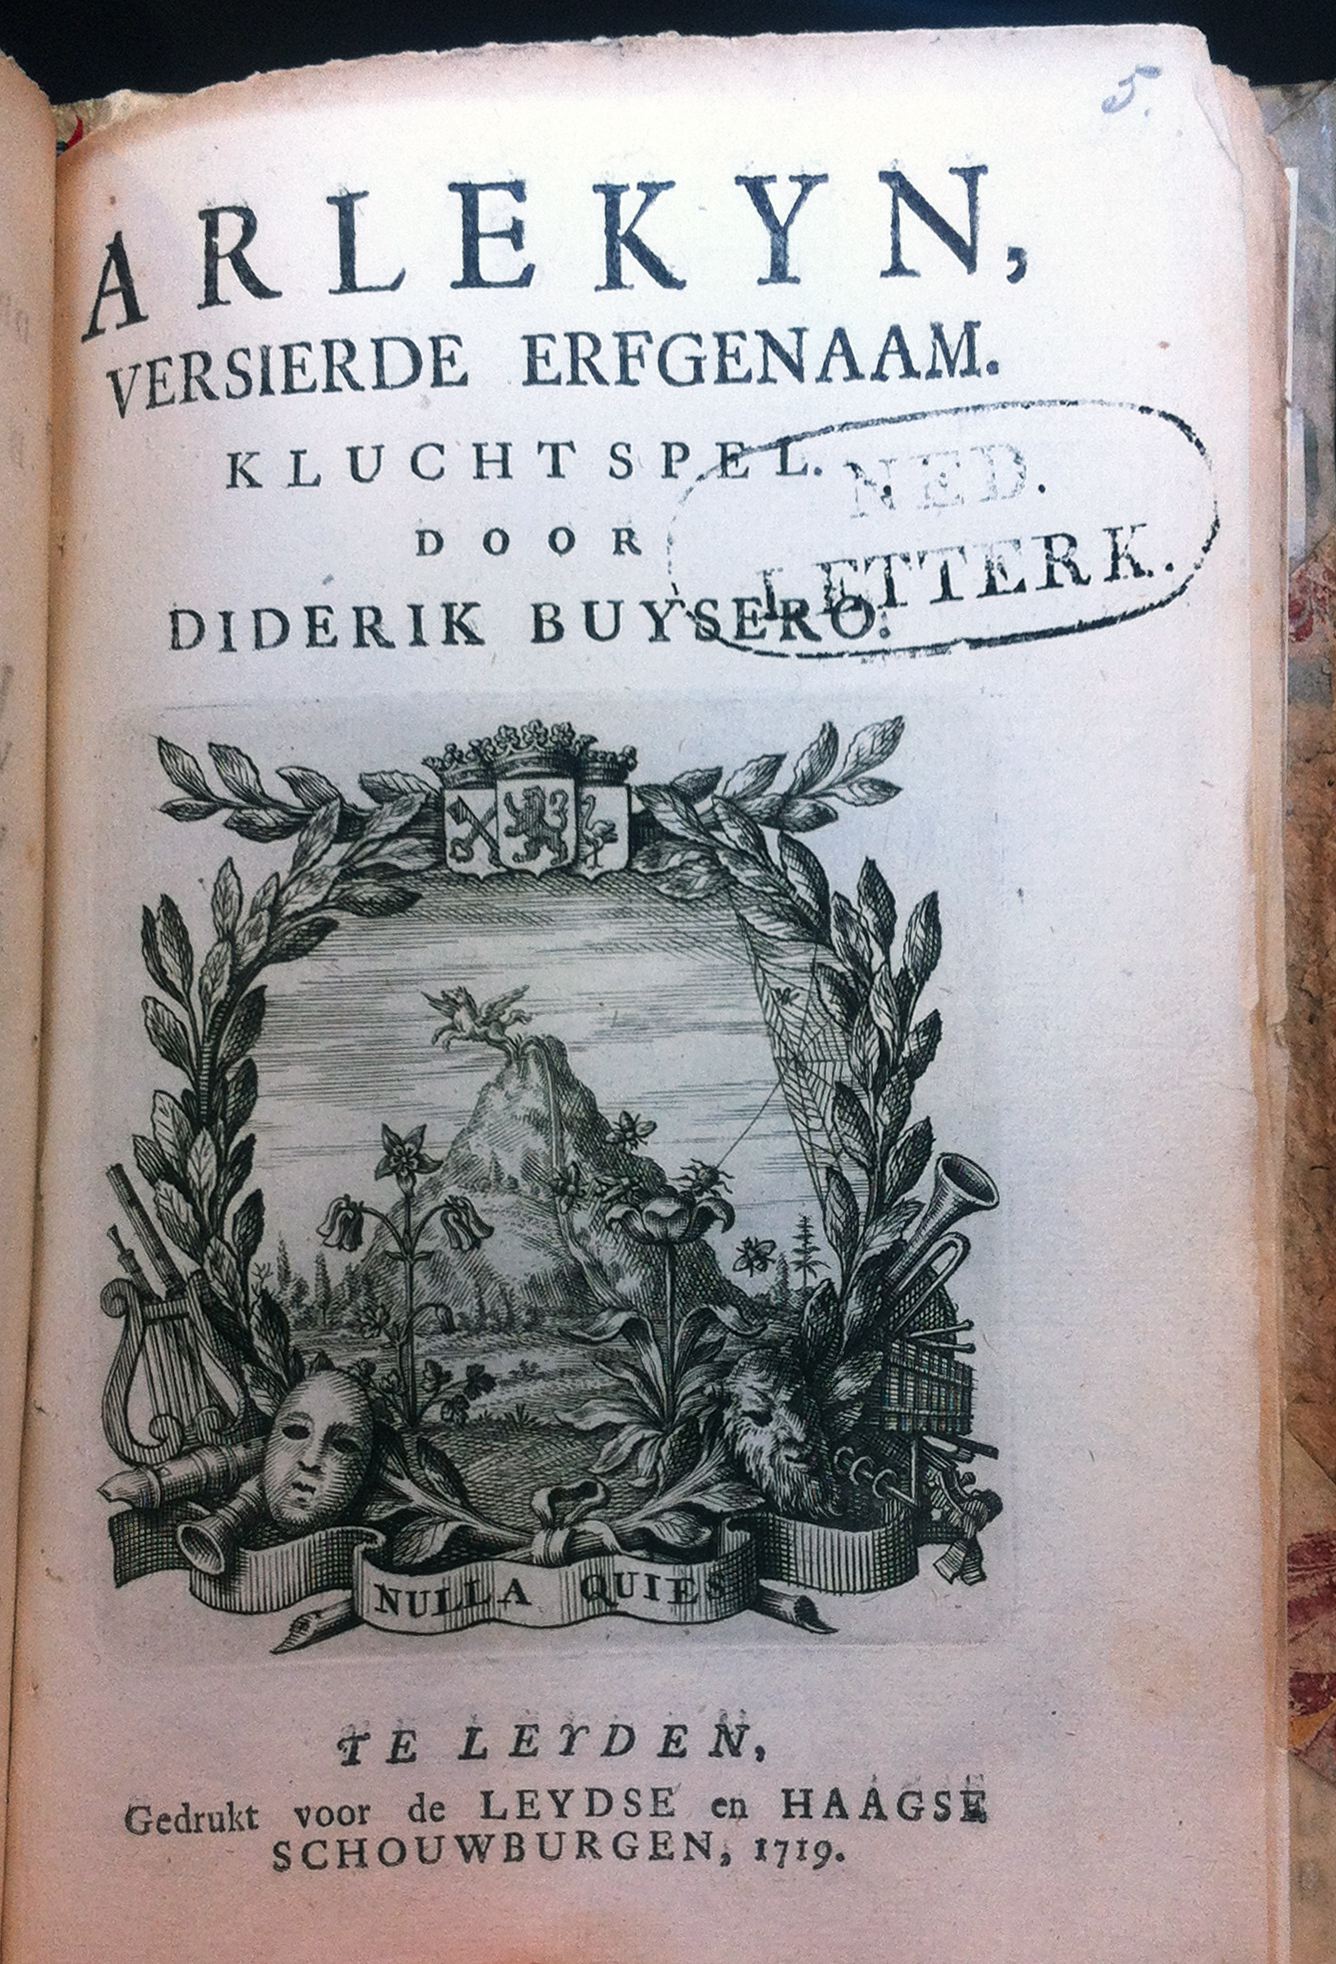 5.
ARLEKYN,
VERSIERDE ERFGENAAM.
KLUCHTSPEL.
DOOR
DIDERIK BUYSERO.
NED.
LETTERK.
NULLA QUIES
TE LEYDEN,
Gedrukt voor de LEYDSE en HAAGSE
SCHOUWBURGEN, 1719.